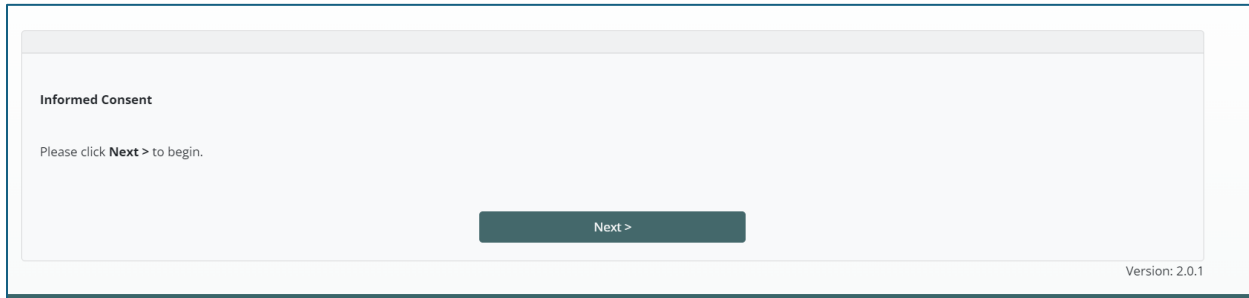 Informed Consent
Please click Next > to begin.
Next >
Version: 2.0.1